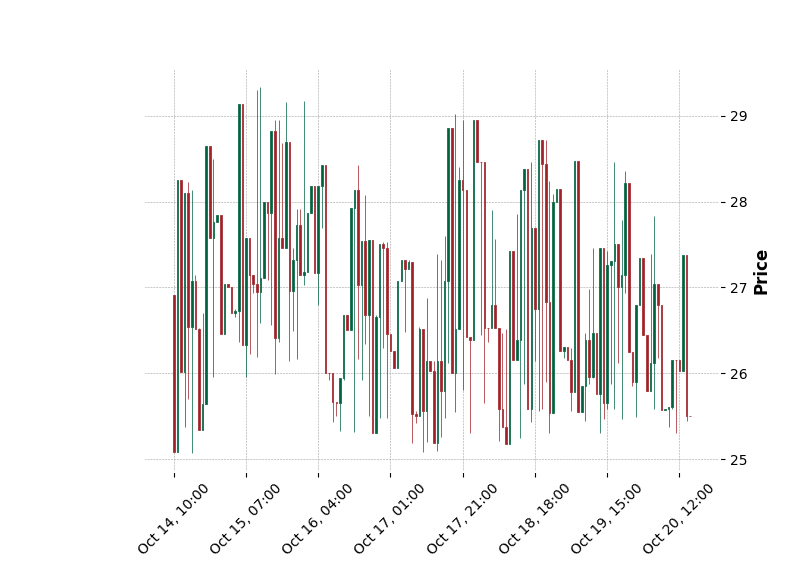 29
28
27
26
25
Price
Oct 14, 10:00
Oct 15, 07:00
Oct 16, 04:00
Oct 17, 01:00
Oct 17, 21:00
Oct 18, 18:00
Oct 19, 15:00
Oct 20, 12:00